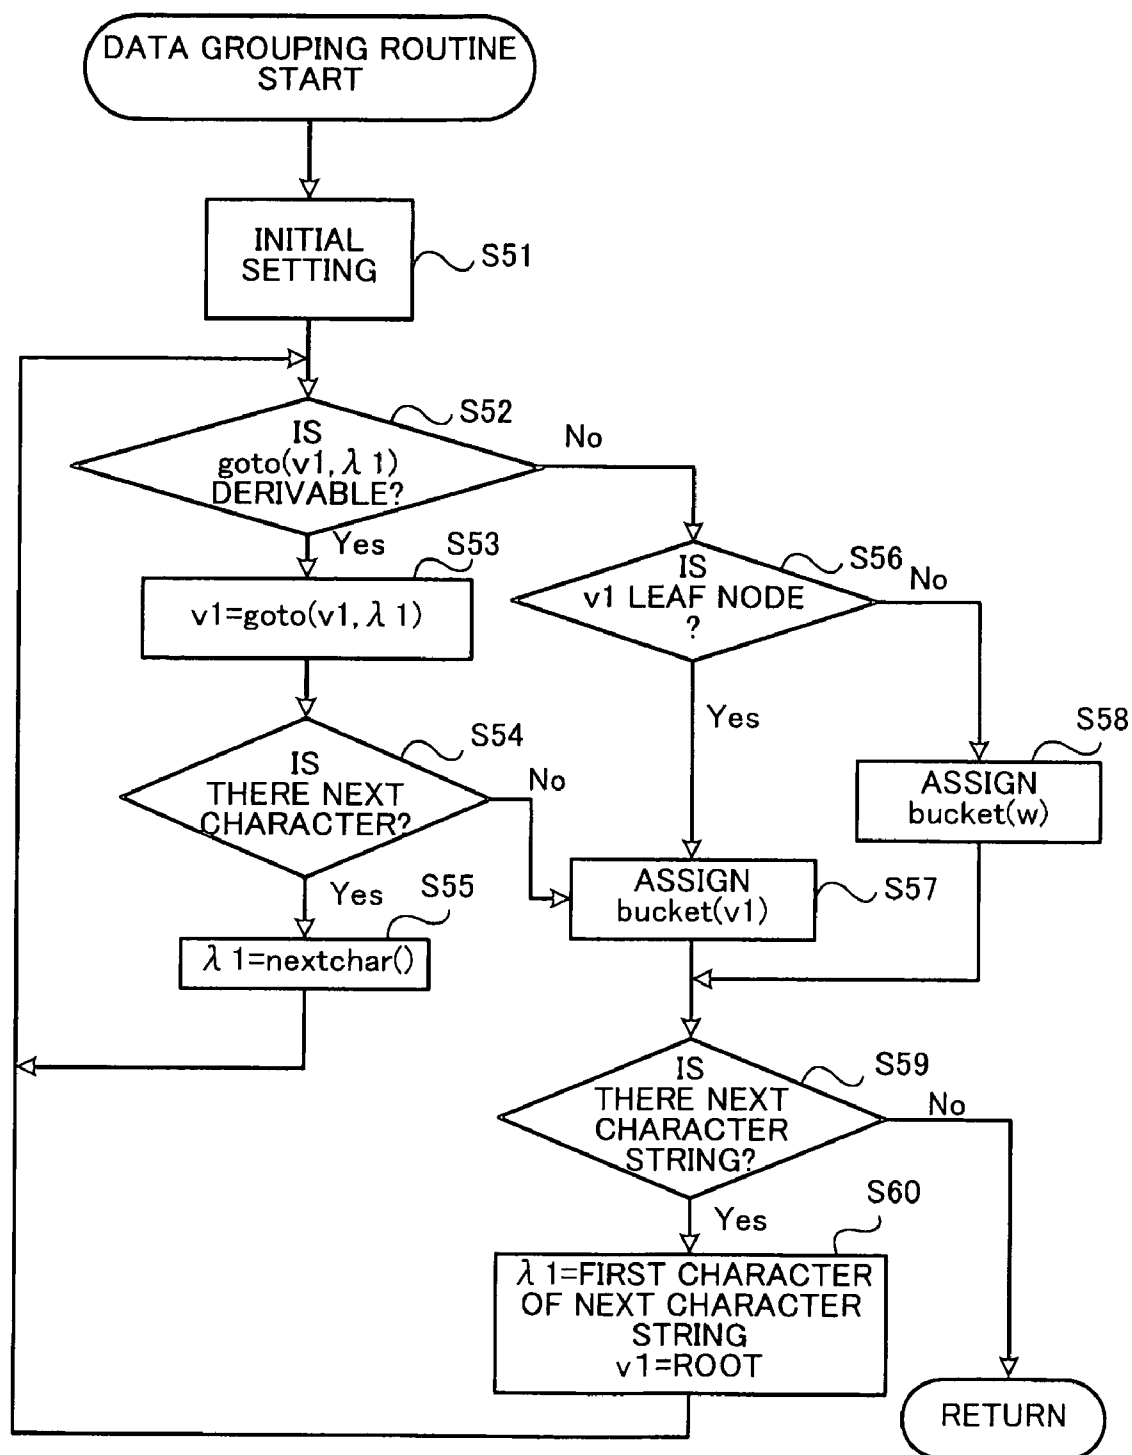 DATA GROUPING ROUTINE
START
INITIAL
SETTING
S51
IS
goto(v1,λ1)
DERIVABLE?
S52
No
Yes
S53
v1=goto(v1,λ1)
IS
v1 LEAF NODE
?
S56
No
Yes
IS
THERE NEXT
CHARACTER?
S54
No
Yes
S58
ASSIGN
bucket(w)
S55
λ1=nextchar()
ASSIGN
bucket(v1)
S57
IS
THERE NEXT
CHARACTER
STRING?
S59
No
Yes
S60
λ1=FIRST CHARACTER
OF NEXT CHARACTER
STRING
v1=ROOT
RETURN